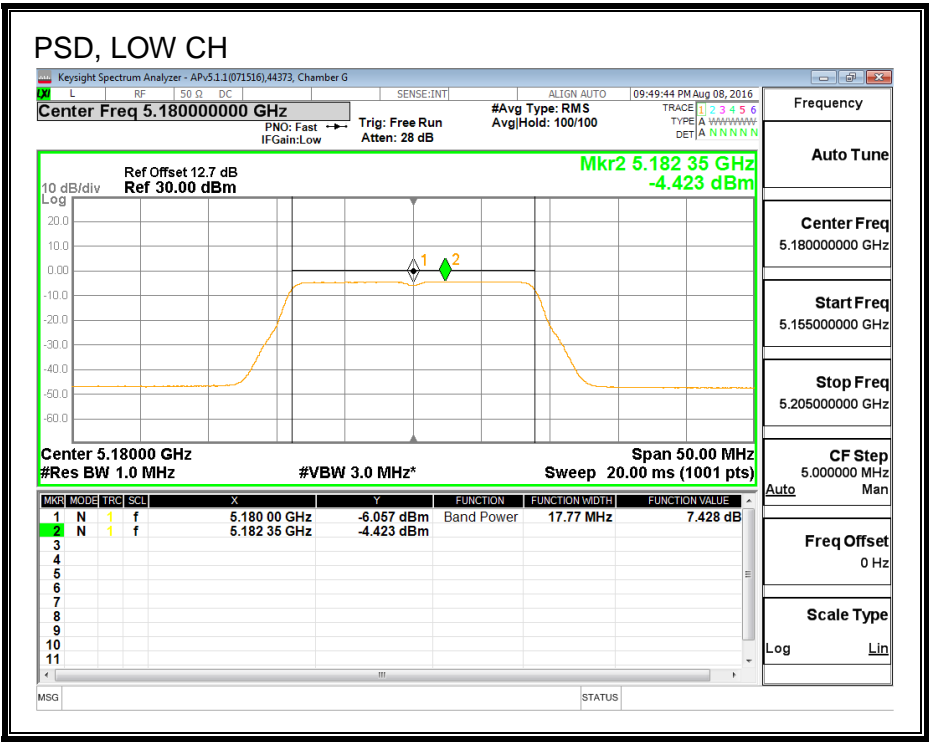 PSD, LOW CH
Keysight Spectrum Analyzer - APv5.1.1(071516),44373, Chamber G
LXI L RF 50 Ω DC SENSE:INT ALIGN AUTO 09:49:44 PM Aug 08, 2016
Center Freq 5.180000000 GHz
PNO: Fast
IFGain:Low
Trig: Free Run
Atten: 28 dB
#Avg Type: RMS
Avg|Hold: 100/100
TRACE 1 2 3 4 5 6
TYPE A WWWWW
DET A N N N N N
Mkr2 5.182 35 GHz
-4.423 dBm
Ref Offset 12.7 dB
10 dB/div Ref 30.00 dBm
Log
20.0
10.0
0.00
-10.0
-20.0
-30.0
-40.0
-50.0
-60.0
1
2
Center 5.18000 GHz Span 50.00 MHz
#Res BW 1.0 MHz #VBW 3.0 MHz* Sweep 20.00 ms (1001 pts)
MKR MODE TRC SCL X Y FUNCTION FUNCTION WIDTH FUNCTION VALUE
1 N 1 f 5.180 00 GHz -6.057 dBm Band Power 17.77 MHz 7.428 dB
2 N 1 f 5.182 35 GHz -4.423 dBm
3
4
5
6
7
8
9
10
11
MSG STATUS
Frequency
Auto Tune
Center Freq
5.180000000 GHz
Start Freq
5.155000000 GHz
Stop Freq
5.205000000 GHz
CF Step
5.000000 MHz
Auto Man
Freq Offset
0 Hz
Scale Type
Log Lin